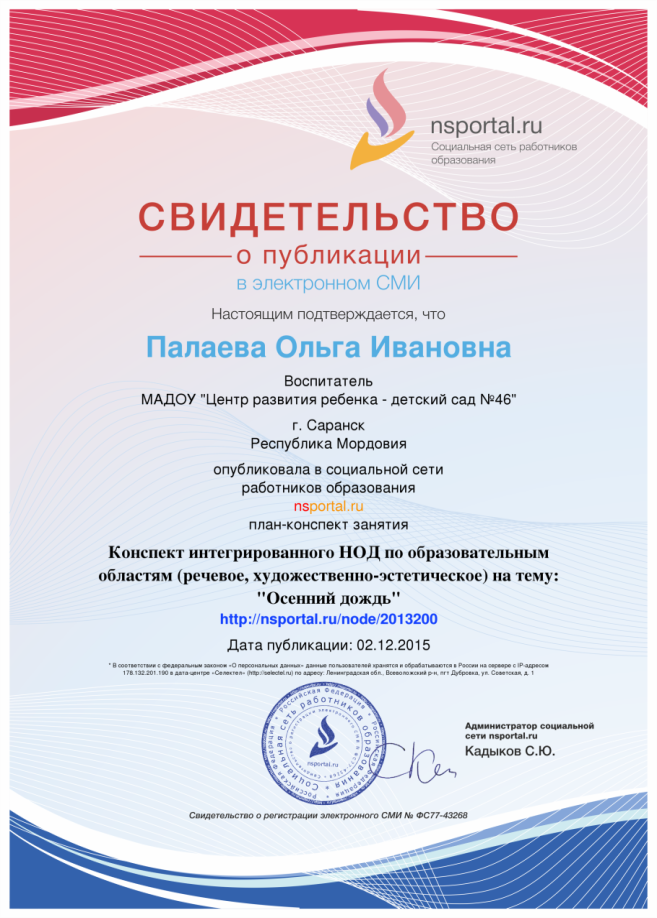 nsportal.ru
Социальная сеть работников
образования
СВИДЕТЕЛЬСТВО
о публикации
в электронном СМИ
Настоящим подтверждается, что
Палаева Ольга Ивановна
Воспитатель
МАДОУ "Центр развития ребенка - детский сад №46"
г. Саранск
Республика Мордовия
опубликовала в социальной сети
работников образования
nsportal.ru
план-конспект занятия
Конспект интегрированного НОД по образовательным
областям (речевое, художественно-эстетическое) на тему:
"Осенний дождь"
http://nsportal.ru/node/2013200
Дата публикации: 02.12.2015
* В соответствии с федеральным законом «О персональных данных» данные пользователей хранятся и обрабатываются в России на сервере с IP-адресом
178.132.201.190 в дата-центре «Селектел» (http://selectel.ru) по адресу: Ленинградская обл., Всеволожский р-н, пгт Дубровка, ул. Советская, д. 1
Российская Федерация
Социальная сеть работников образования
nsportal.ru
Администратор социальной
сети nsportal.ru
Кадыков С.Ю.
Свидетельство о регистрации электронного СМИ № ФС77-43268